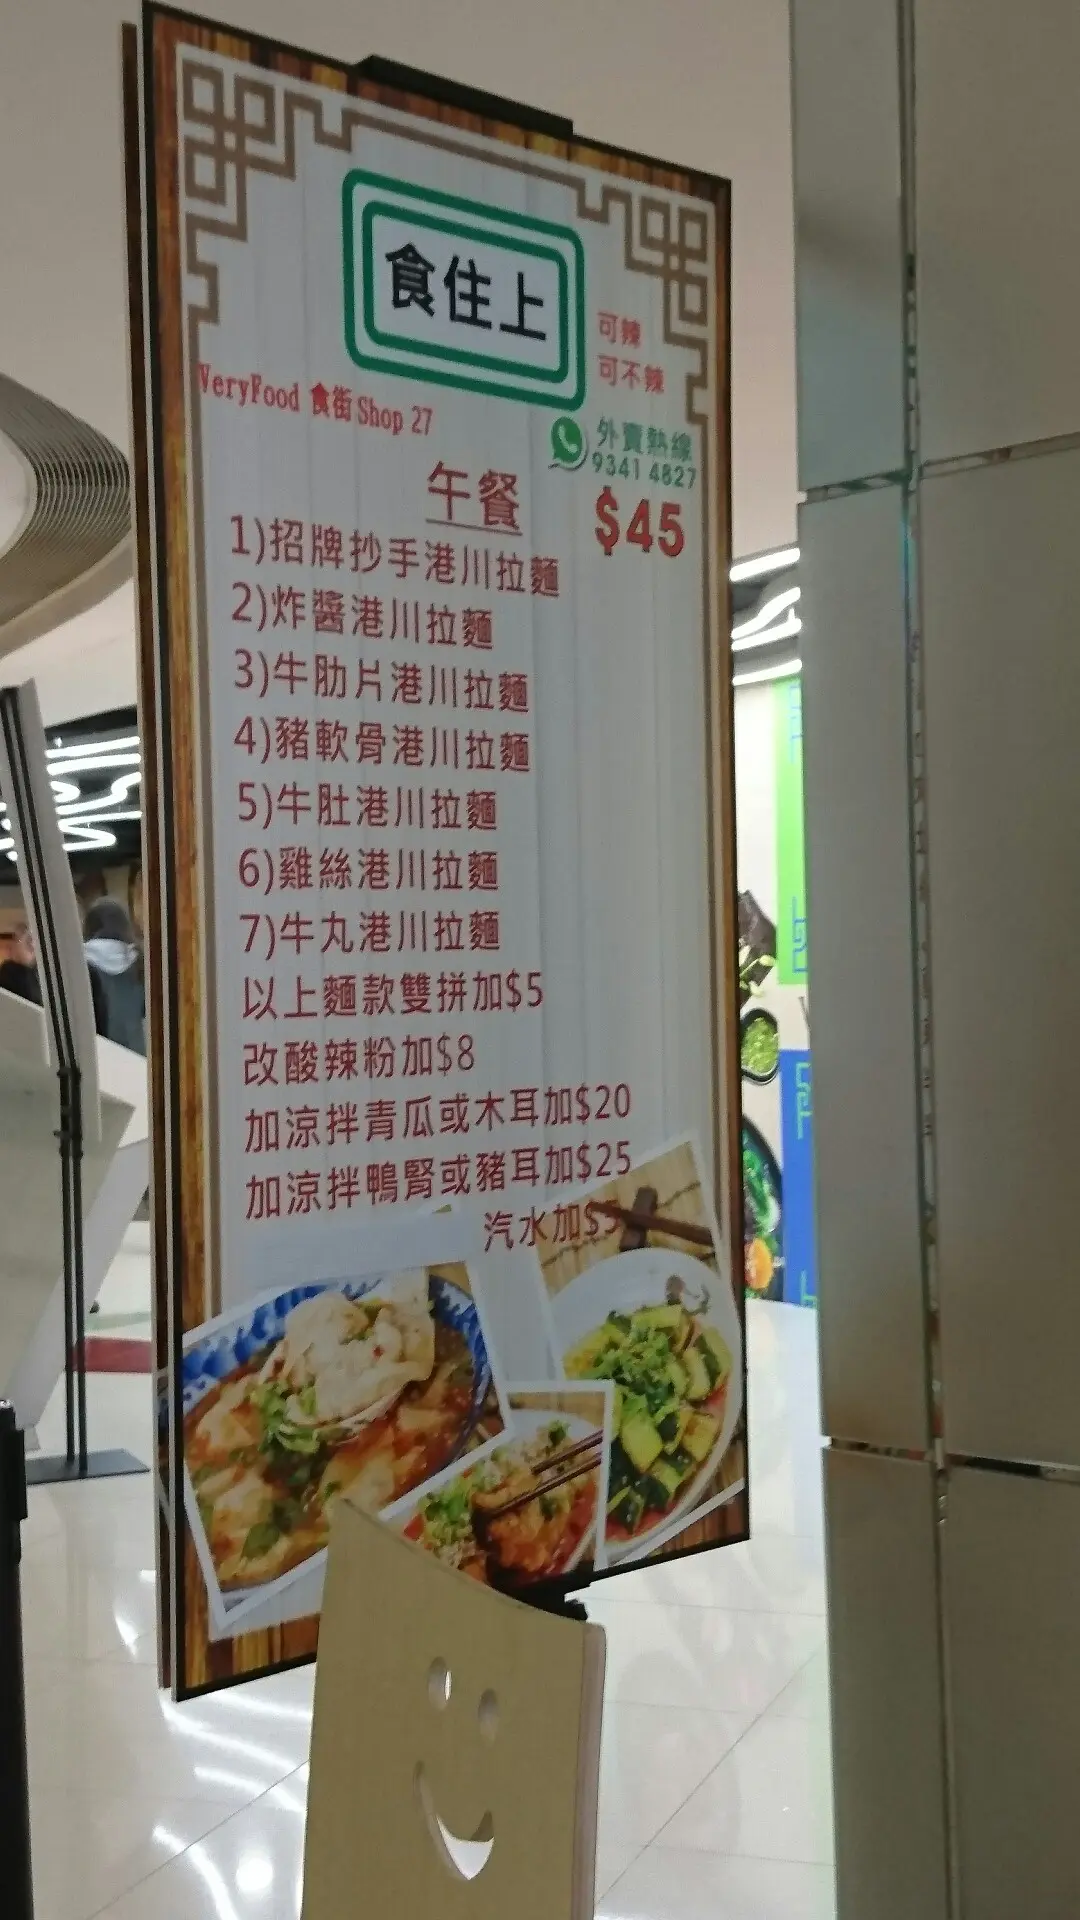 食住上
可辣
可不辣
VeryFood 食街 Shop 27
外賣熱線
9341 4827
午餐
$45
1)招牌抄手港川拉麵
2)炸醬港川拉麵
3)牛肋片港川拉麵
4)豬軟骨港川拉麵
5)牛肚港川拉麵
6)雞絲港川拉麵
7)牛丸港川拉麵
以上麵款雙拼加$5
改酸辣粉加$8
加涼拌青瓜或木耳加$20
加涼拌鴨腎或豬耳加$25
汽水加$5